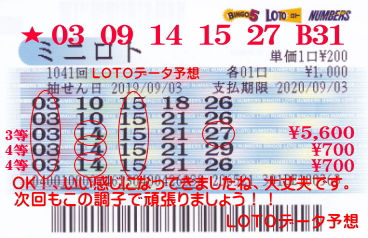 BINGO5 LOTO NUMBERS
★03 09 14 15 27 B31
ミニロト 単価1口¥200
1041回 LOTOデータ予想 各01口 ¥1,000
抽せん日 2019/09/03 支払期限 2020/09/03
03 10 15 18 26
03 10 15 21 26
3等 03 14 15 21 27 ¥5,600
4等 03 14 15 21 29 ¥700
4等 03 14 15 21 26 ¥700
OK!いい感じになってきましたね、大丈夫です。
次回もこの調子で頑張りましょう!!
LOTOデータ予想